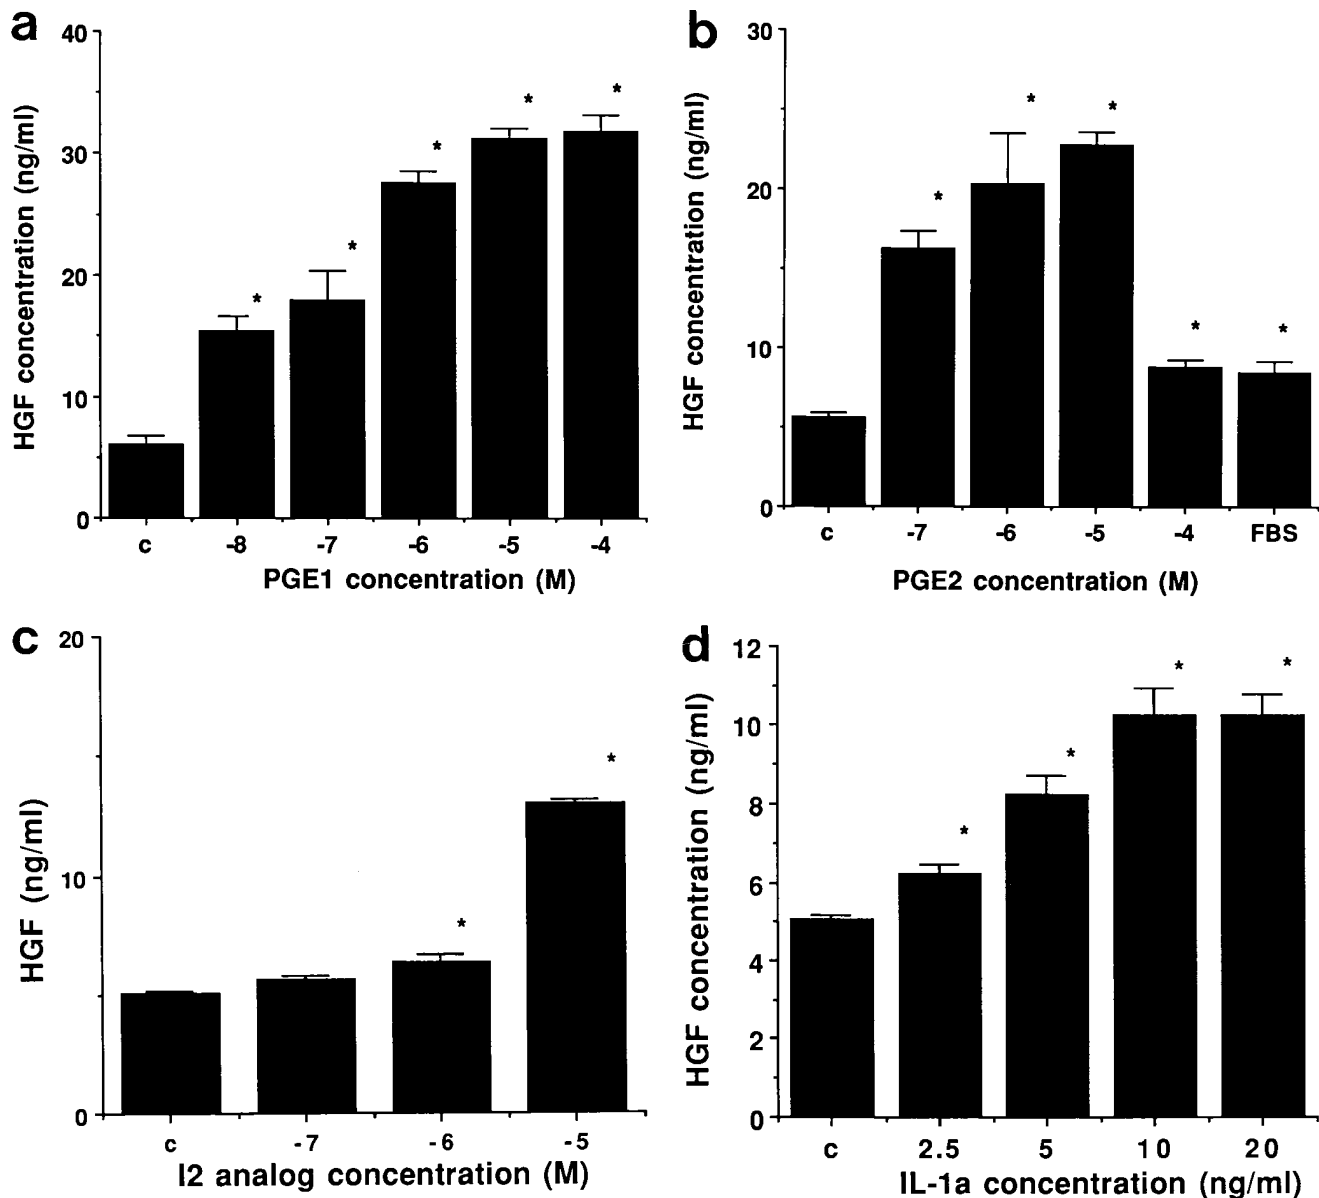 a
HGF concentration (ng/ml)
40
30
20
10
0
*
*
*
*
*
c -8 -7 -6 -5 -4
PGE1 concentration (M)
b
HGF concentration (ng/ml)
30
20
10
0
*
*
*
*
*
c -7 -6 -5 -4 FBS
PGE2 concentration (M)
c
HGF (ng/ml)
20
10
0
*
*
c -7 -6 -5
I2 analog concentration (M)
d
HGF concentration (ng/ml)
12
10
8
6
4
2
0
*
*
*
*
c 2.5 5 10 20
IL-1a concentration (ng/ml)